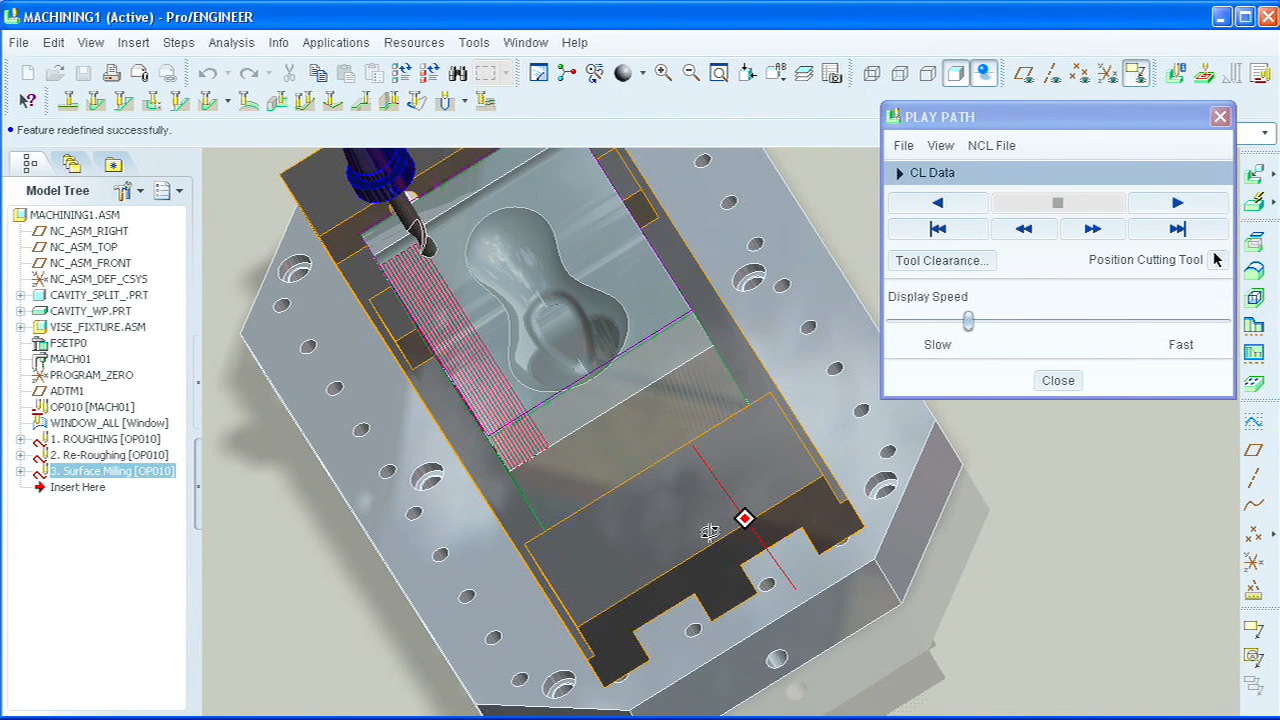 MACHINING1 (Active) - Pro/ENGINEER
File Edit View Insert Steps Analysis Info Applications Resources Tools Window Help
• Feature redefined successfully.
Model Tree
MACHINING1.ASM
NC_ASM_RIGHT
NC_ASM_TOP
NC_ASM_FRONT
NC_ASM_DEF_CSYS
CAVITY_SPLIT_.PRT
CAVITY_WP.PRT
VISE_FIXTURE.ASM
FSETP0
MACH01
PROGRAM_ZERO
ADTM1
OP010 [MACH01]
WINDOW_ALL [Window]
1. ROUGHING [OP010]
2. Re-Roughing [OP010]
3. Surface Milling [OP010]
Insert Here
PLAY PATH
File View NCL File
CL Data
Tool Clearance... Position Cutting Tool
Display Speed
Slow Fast
Close